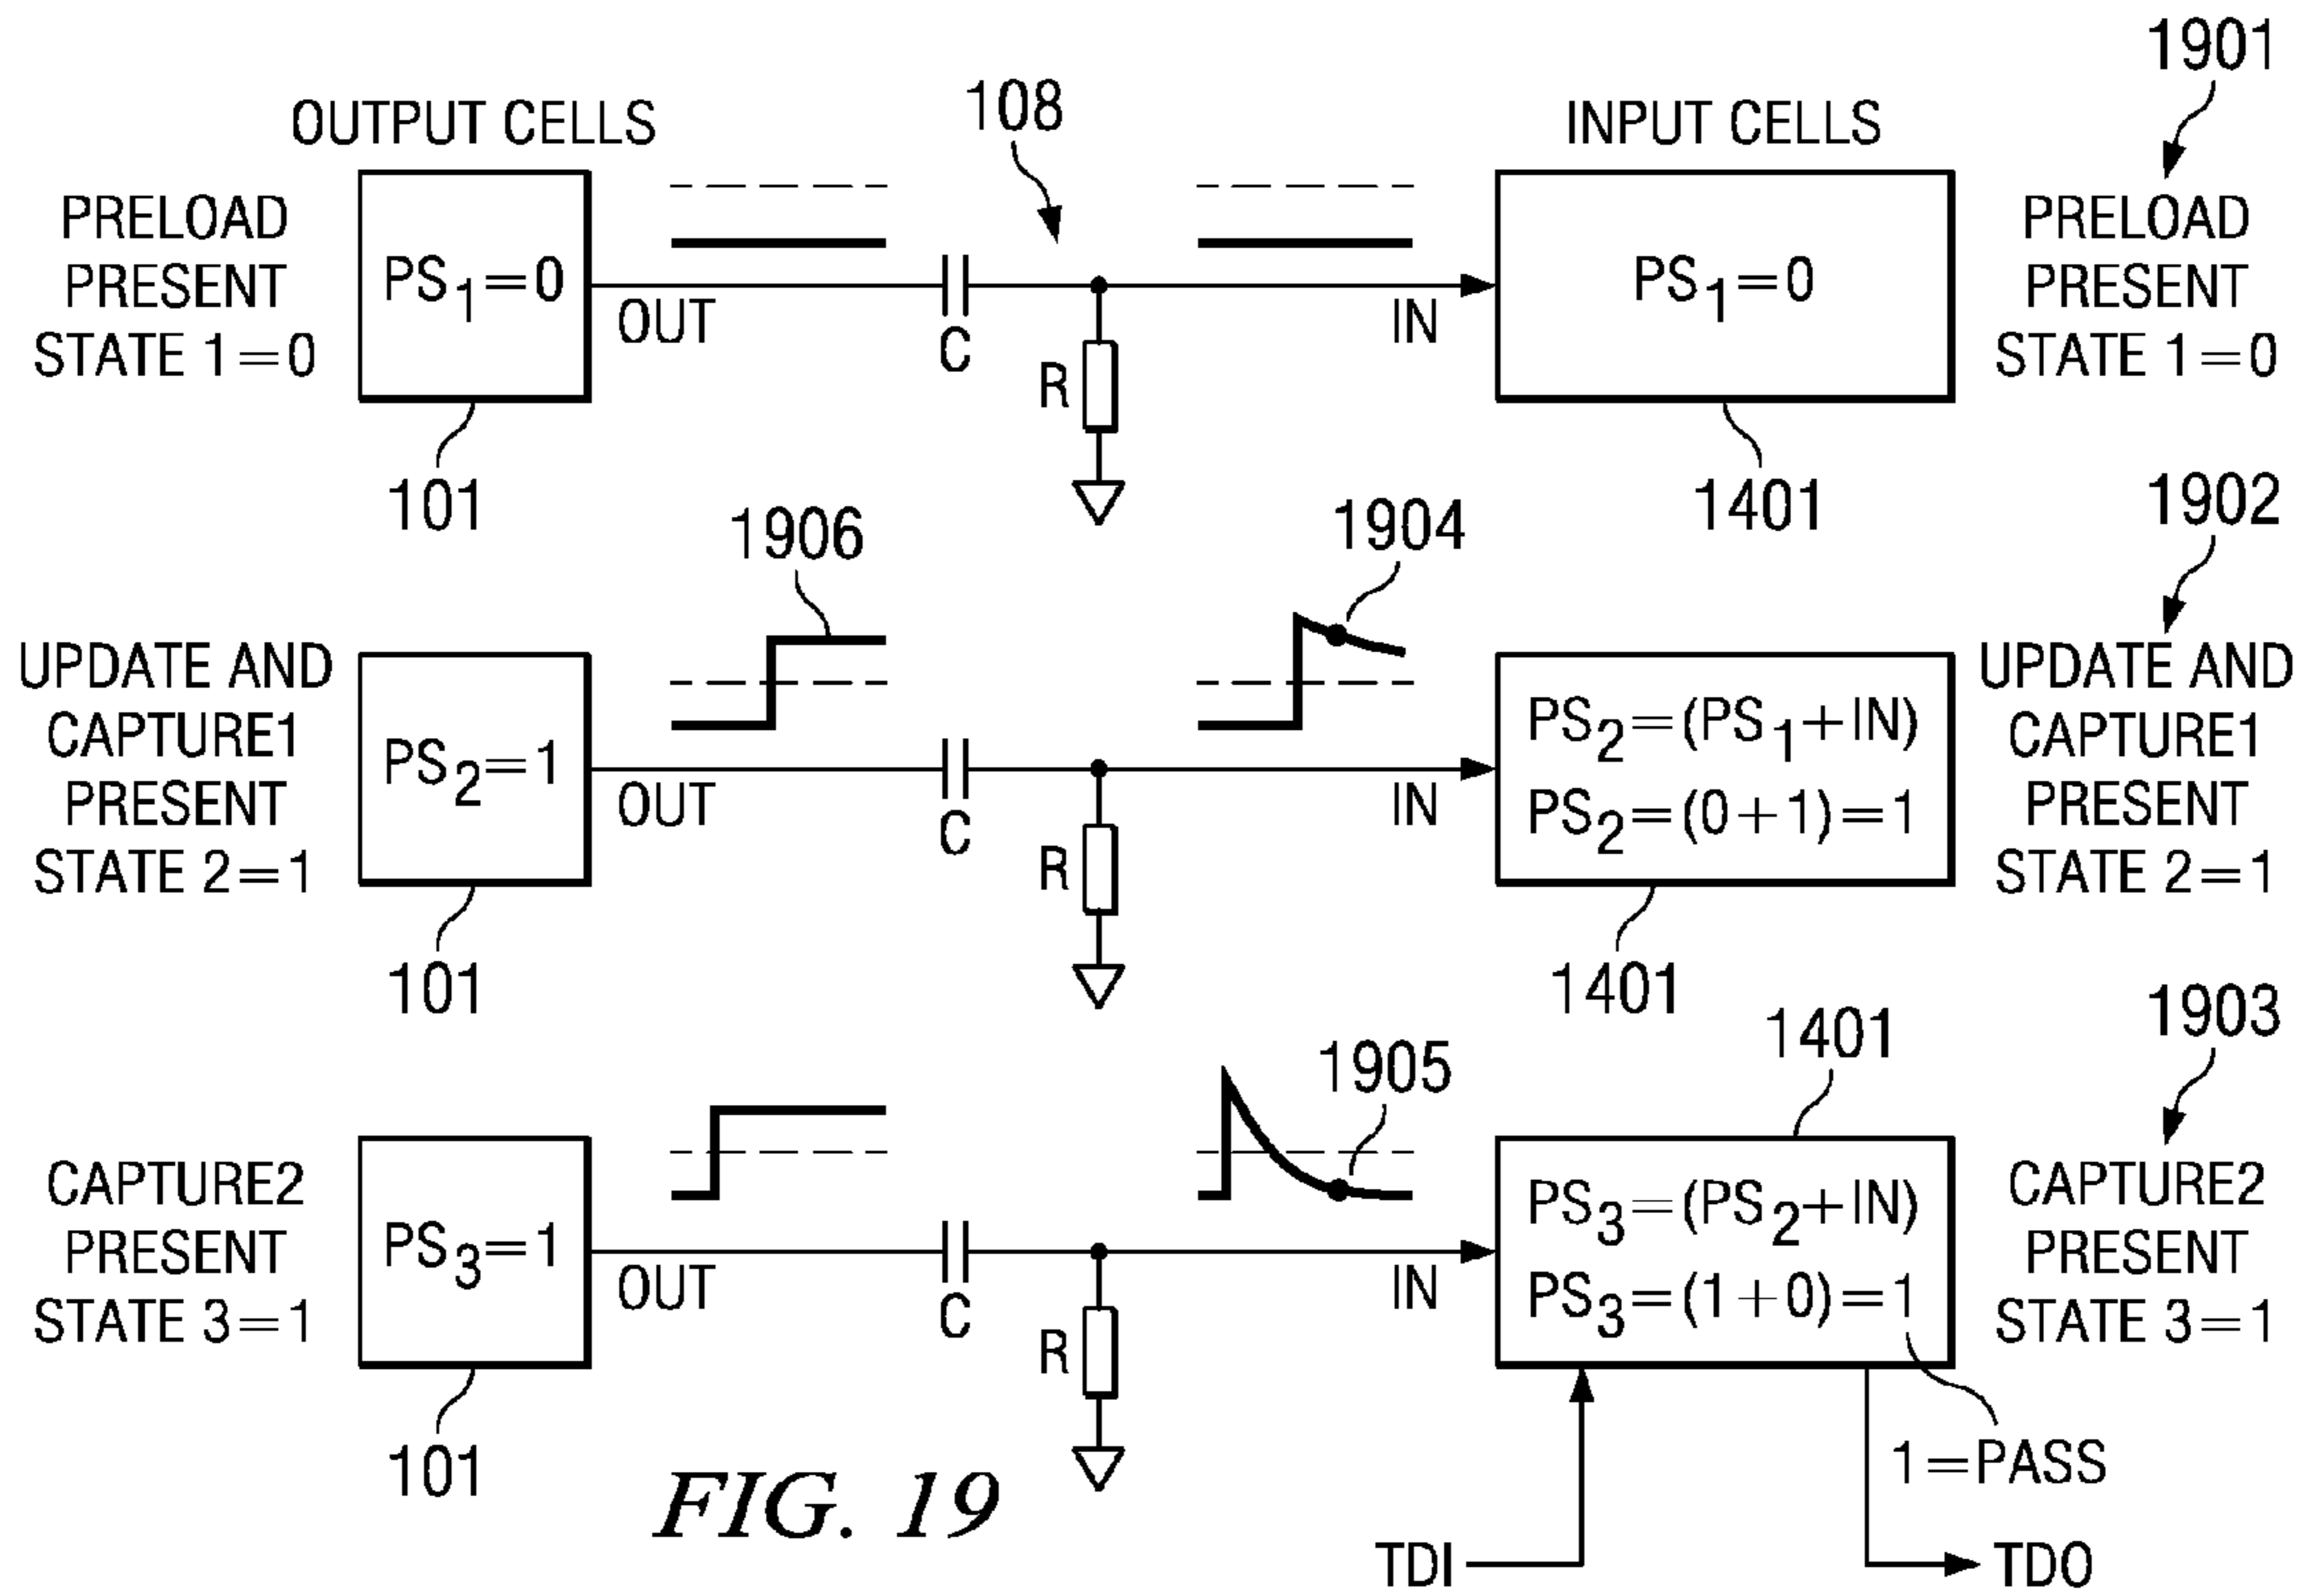 1901
OUTPUT CELLS
108
INPUT CELLS
PRELOAD
PRESENT
STATE 1=0
PS1=0
OUT
C
R
IN
PS1=0
PRELOAD
PRESENT
STATE 1=0
101
1401
1902
1906
1904
UPDATE AND
CAPTURE1
PRESENT
STATE 2=1
PS2=1
OUT
C
R
IN
PS2=(PS1+IN)
PS2=(0+1)=1
UPDATE AND
CAPTURE1
PRESENT
STATE 2=1
101
1401
1903
1401
1905
CAPTURE2
PRESENT
STATE 3=1
PS3=1
OUT
C
R
IN
PS3=(PS2+IN)
PS3=(1+0)=1
CAPTURE2
PRESENT
STATE 3=1
101
1=PASS
FIG. 19
TDI
TDO